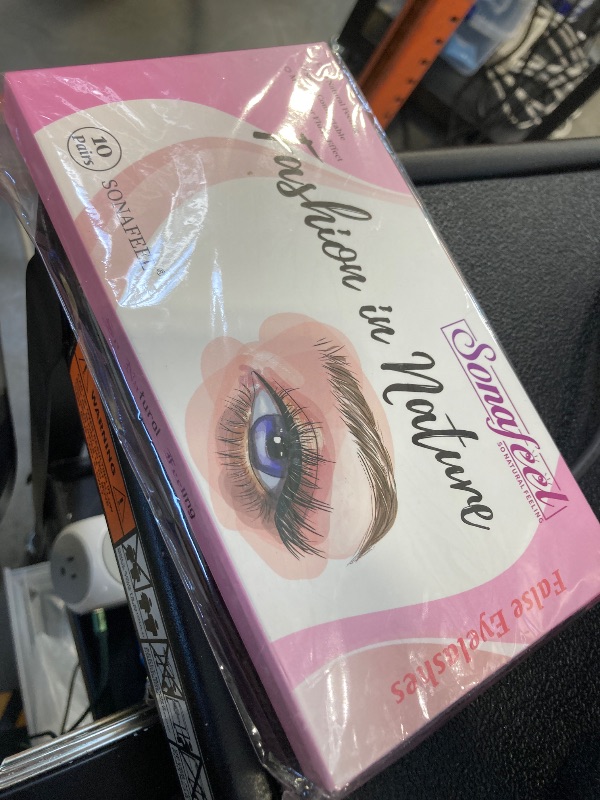 10
Pairs
SONAFEEL®
Fashion in Nature
Sonafeel
SO NATURAL FEELING
False Eyelashes
WARNING